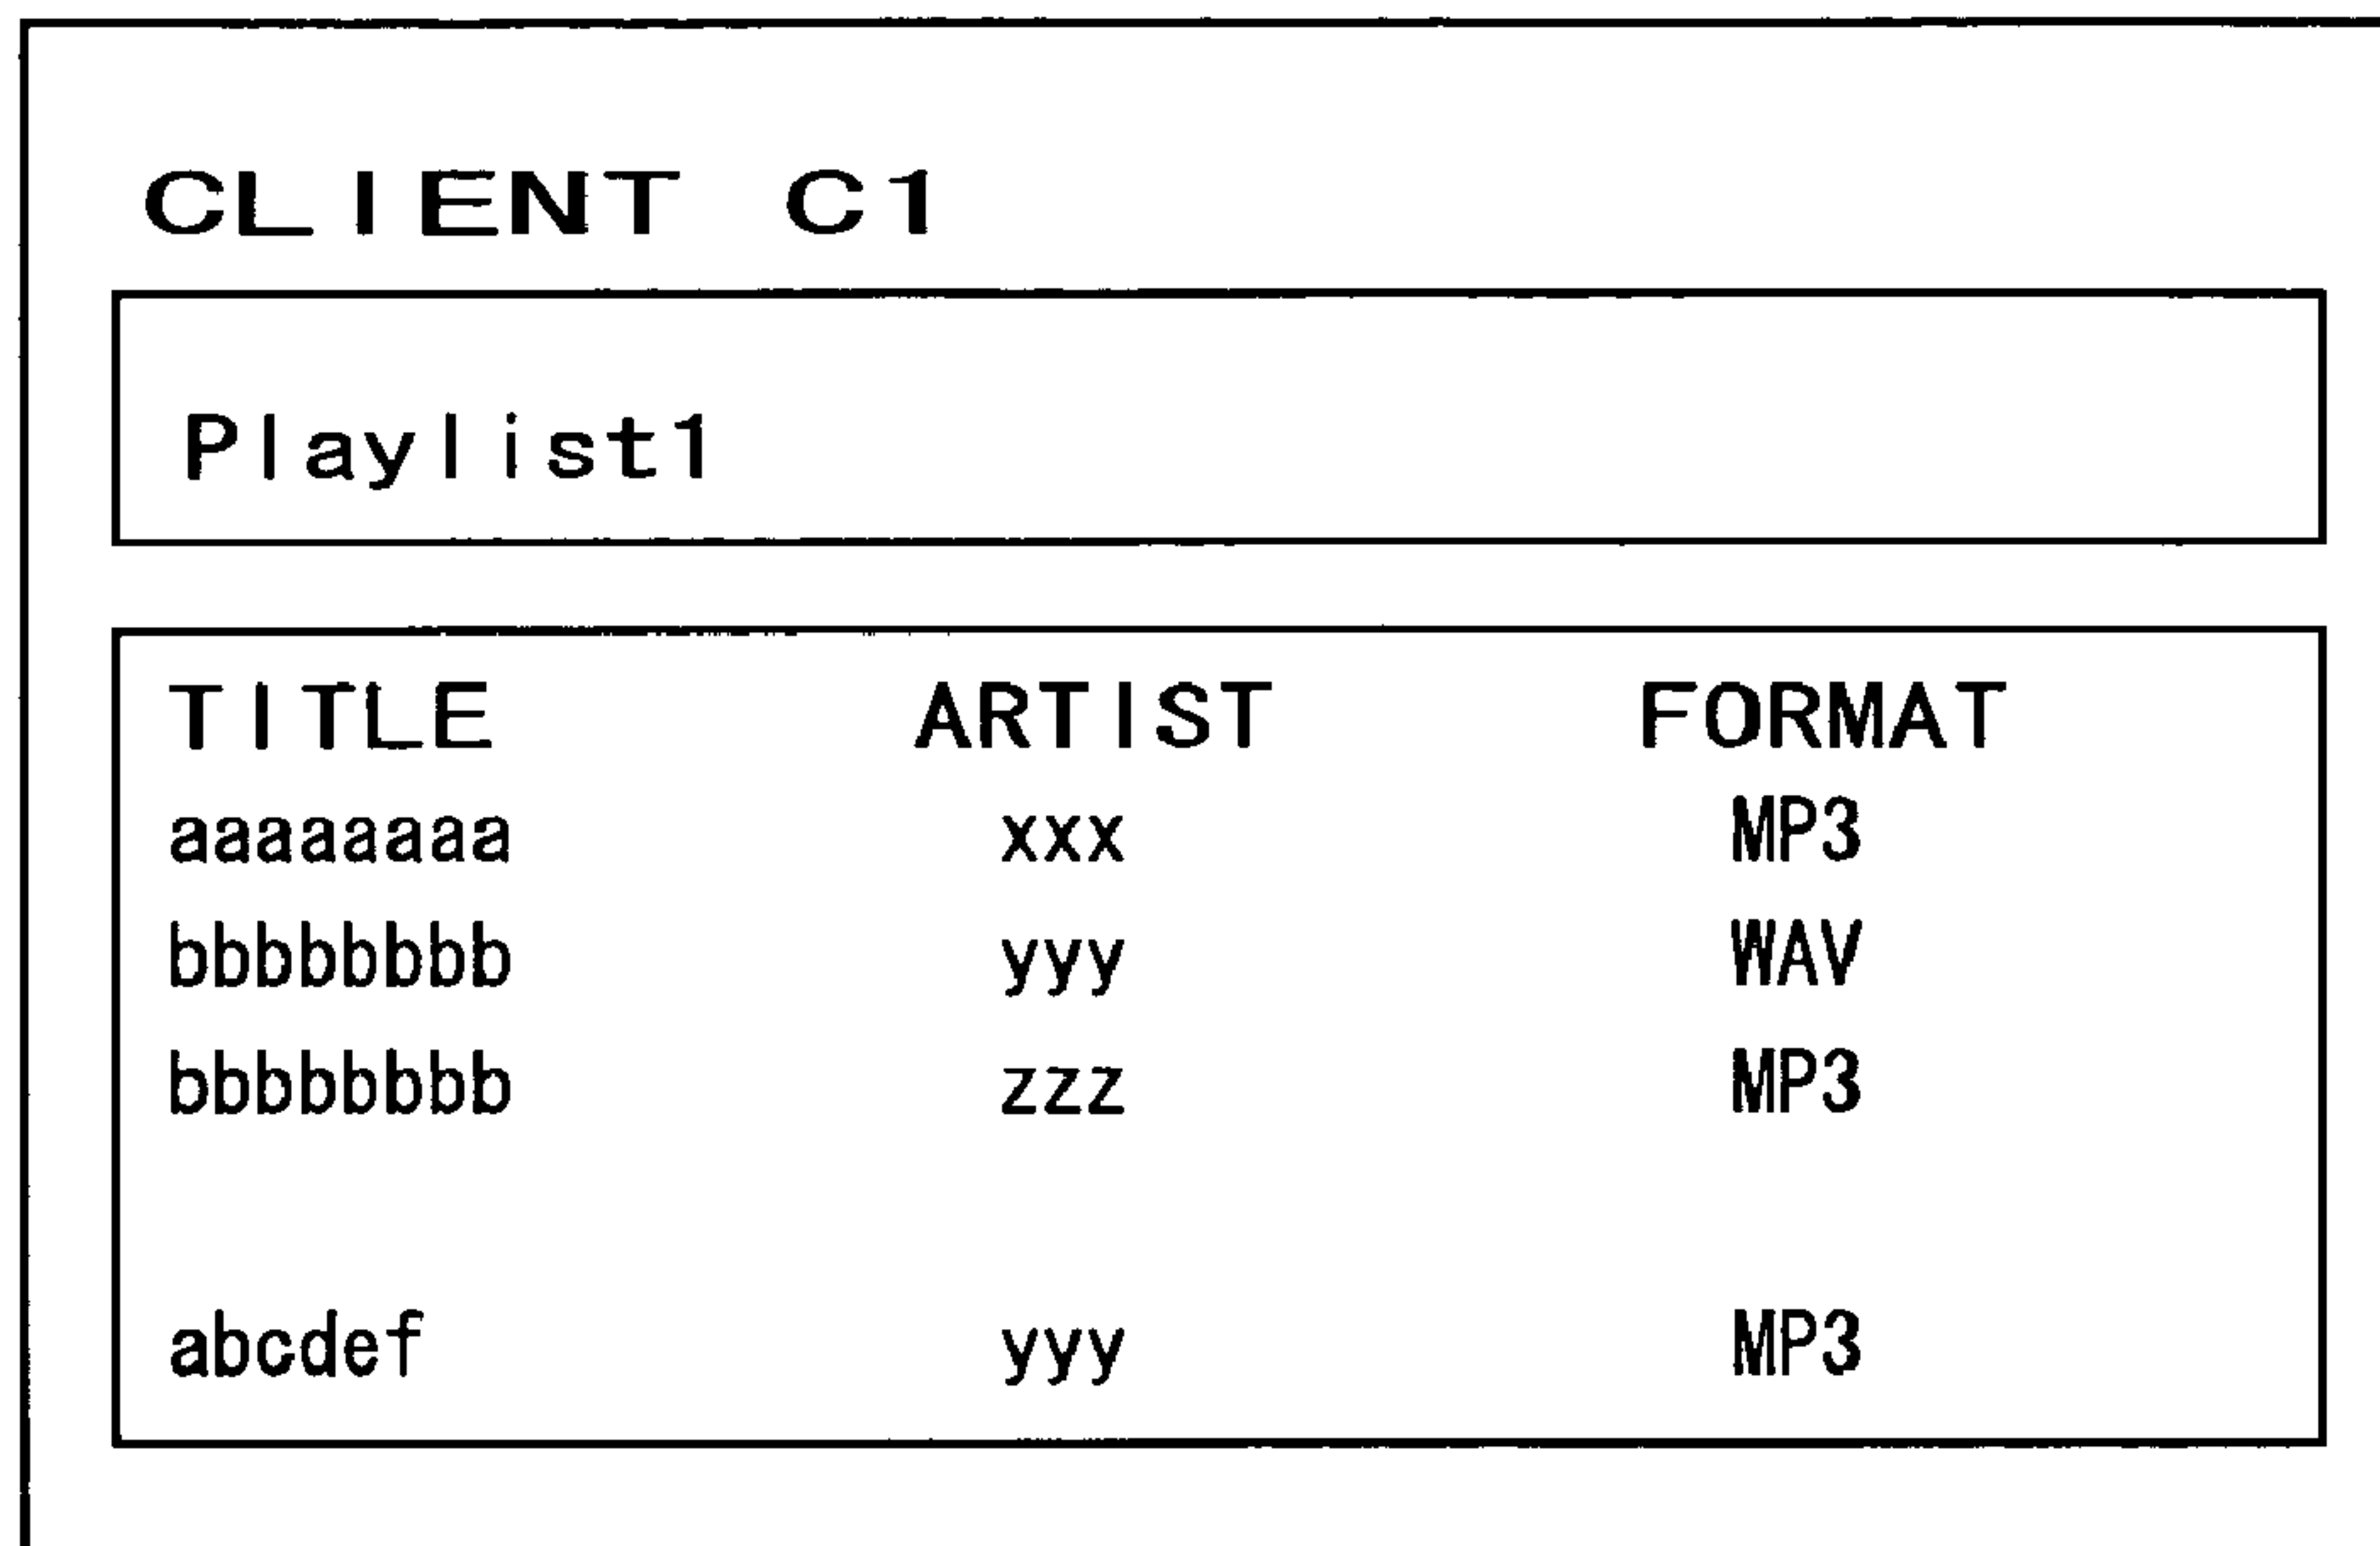 CLIENT C1
Playlist1
TITLE ARTIST FORMAT
aaaaaaaa xxx MP3
bbbbbbbb yyy WAV
bbbbbbbb zzz MP3
abcdef yyy MP3